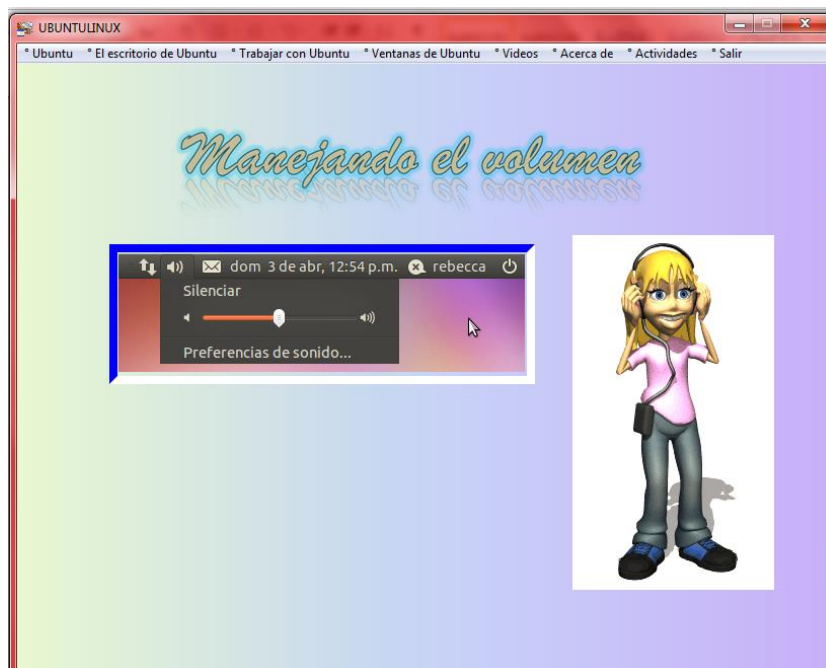 UBUNTULINUX
° Ubuntu ° El escritorio de Ubuntu ° Trabajar con Ubuntu ° Ventanas de Ubuntu ° Videos ° Acerca de ° Actividades ° Salir
Manejando el volumen
dom 3 de abr, 12:54 p.m. rebecca
Silenciar
Preferencias de sonido...